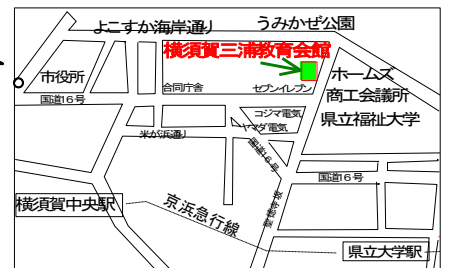 よこすか海岸通り
うみかぜ公園
横須賀三浦教育会館
市役所
ホームズ
合同庁舎
セブンイレブン
商工会議所
国道16号
コジマ電気
県立福祉大学
ヤマダ電気
米が浜通り
国道16号
国道16号
横須賀中央駅
京浜急行線
県立大学駅